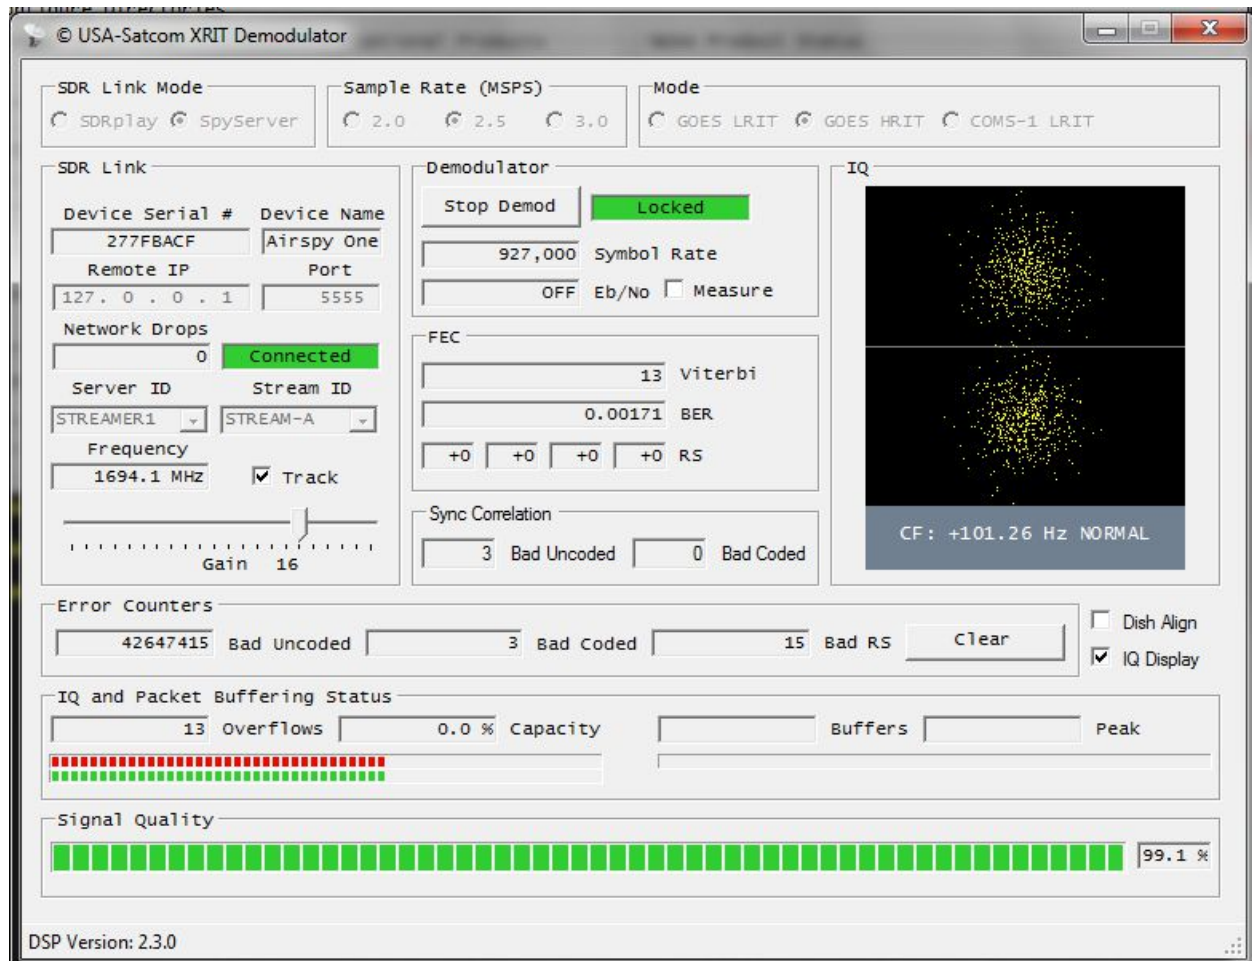 © USA-Satcom XRIT Demodulator
SDR Link Mode
SDRplay SpyServer
Sample Rate (MSPS)
2.0 2.5 3.0
Mode
GOES LRIT GOES HRIT COMS-1 LRIT
SDR Link
Device Serial # Device Name
277FBACF Airspy One
Remote IP Port
127. 0 . 0 . 1 5555
Network Drops
0 Connected
Server ID Stream ID
STREAMER1 STREAM-A
Frequency
1694.1 MHz Track
Gain 16
Demodulator
Stop Demod Locked
927,000 Symbol Rate
OFF Eb/No Measure
FEC
13 Viterbi
0.00171 BER
+0 +0 +0 +0 RS
Sync Correlation
3 Bad Uncoded 0 Bad Coded
IQ
CF: +101.26 Hz NORMAL
Error Counters
42647415 Bad Uncoded 3 Bad Coded 15 Bad RS Clear
Dish Align
IQ Display
IQ and Packet Buffering Status
13 Overflows 0.0 % Capacity Buffers Peak
Signal Quality
99.1 %
DSP Version: 2.3.0